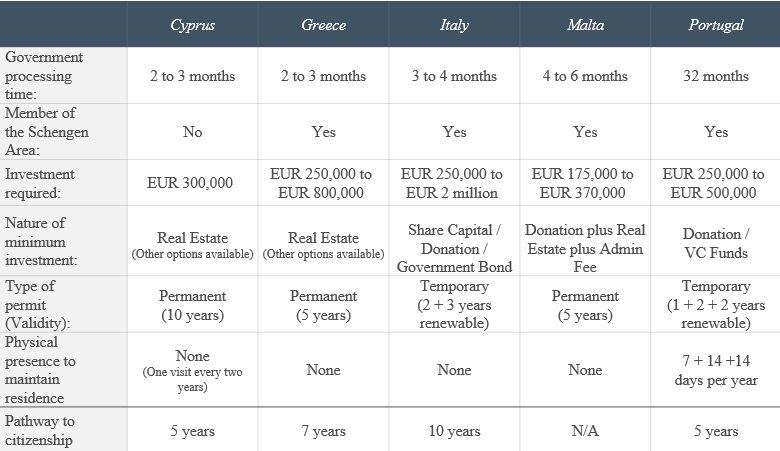 Cyprus Greece Italy Malta Portugal
Government
processing
time:
2 to 3 months 2 to 3 months 3 to 4 months 4 to 6 months 32 months
Member of
the Schengen
Area:
No Yes Yes Yes Yes
Investment
required:
EUR 300,000
EUR 250,000 to
EUR 800,000
EUR 250,000 to
EUR 2 million
EUR 175,000 to
EUR 370,000
EUR 250,000 to
EUR 500,000
Nature of
minimum
investment:
Real Estate
(Other options available)
Real Estate
(Other options available)
Share Capital /
Donation /
Government Bond
Donation plus Real
Estate plus Admin
Fee
Donation /
VC Funds
Type of
permit
(Validity):
Permanent
(10 years)
Permanent
(5 years)
Temporary
(2 + 3 years
renewable)
Permanent
(5 years)
Temporary
(1 + 2 + 2 years
renewable)
Physical
presence to
maintain
residence
None
(One visit every two
years)
None
None
None
7 + 14 +14
days per year
Pathway to
citizenship
5 years 7 years 10 years N/A 5 years